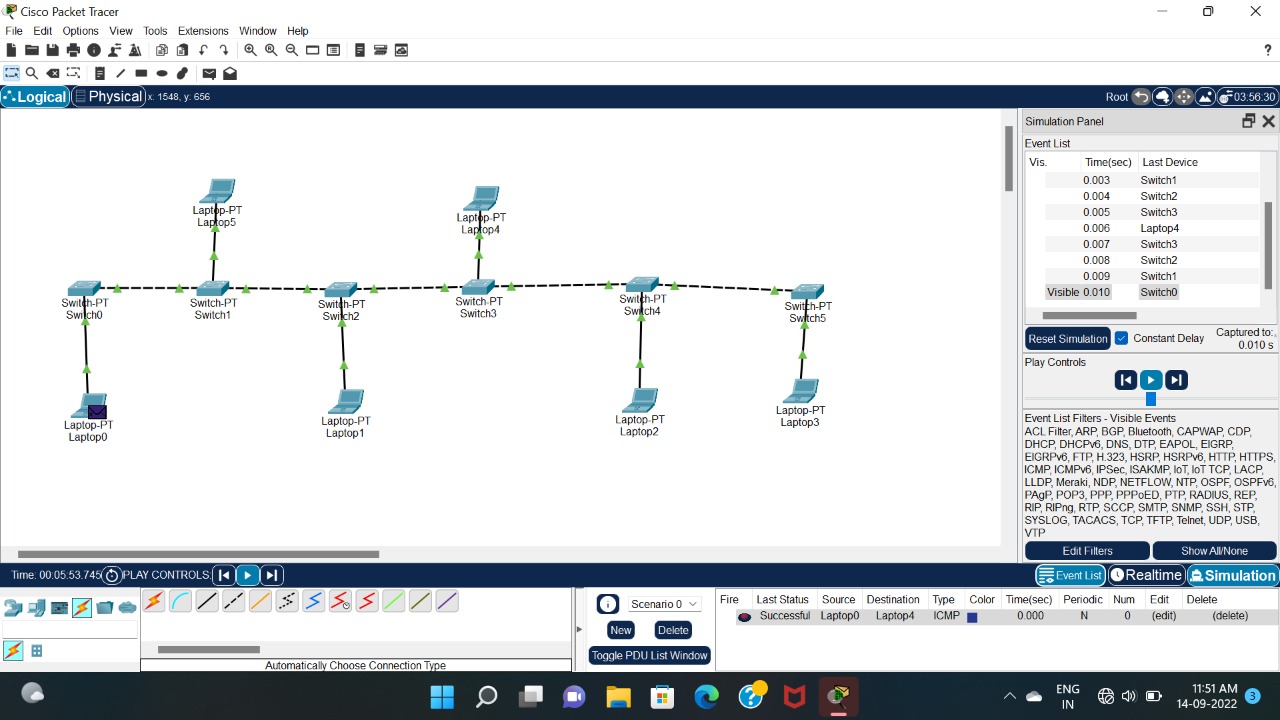 Cisco Packet Tracer
File Edit Options View Tools Extensions Window Help
?
Logical Physical x: 1548, y: 656
Root 03:56:30
Simulation Panel
Event List
Vis. Time(sec) Last Device
0.003 Switch1
0.004 Switch2
0.005 Switch3
0.006 Laptop4
0.007 Switch3
0.008 Switch2
0.009 Switch1
Visible 0.010 Switch0
Reset Simulation Constant Delay Captured to:
0.010 s
Play Controls
Event List Filters - Visible Events
ACL Filter, ARP, BGP, Bluetooth, CAPWAP, CDP,
DHCP, DHCPv6, DNS, DTP, EAPOL, EIGRP,
EIGRPv6, FTP, H.323, HSRP, HSRPv6, HTTP, HTTPS,
ICMP, ICMPv6, IPSec, ISAKMP, IoT, IoT TCP, LACP,
LLDP, Meraki, NDP, NETFLOW, NTP, OSPF, OSPFv6,
PAgP, POP3, PPP, PPPoED, PTP, RADIUS, REP,
RIP, RIPng, RTP, SCCP, SMTP, SNMP, SSH, STP,
SYSLOG, TACACS, TCP, TFTP, Telnet, UDP, USB,
VTP
Edit Filters Show All/None
Laptop-PT
Laptop5
Laptop-PT
Laptop4
Switch-PT
Switch0
Switch-PT
Switch1
Switch-PT
Switch2
Switch-PT
Switch3
Switch-PT
Switch4
Switch-PT
Switch5
Laptop-PT
Laptop0
Laptop-PT
Laptop1
Laptop-PT
Laptop2
Laptop-PT
Laptop3
Time: 00:05:53.745 PLAY CONTROLS:
Event List Realtime Simulation
Scenario 0
New Delete
Toggle PDU List Window
Fire Last Status Source Destination Type Color Time(sec) Periodic Num Edit Delete
Successful Laptop0 Laptop4 ICMP 0.000 N 0 (edit) (delete)
Automatically Choose Connection Type
ENG
IN
11:51 AM
14-09-2022
3